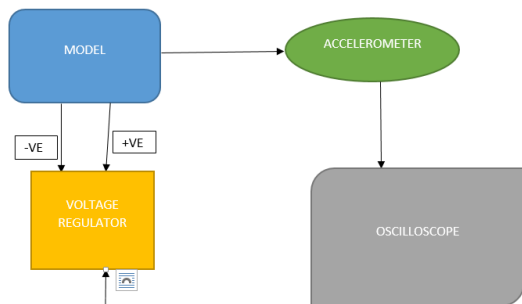 MODEL
ACCELEROMETER
-VE
+VE
VOLTAGE
REGULATOR
OSCILLOSCOPE